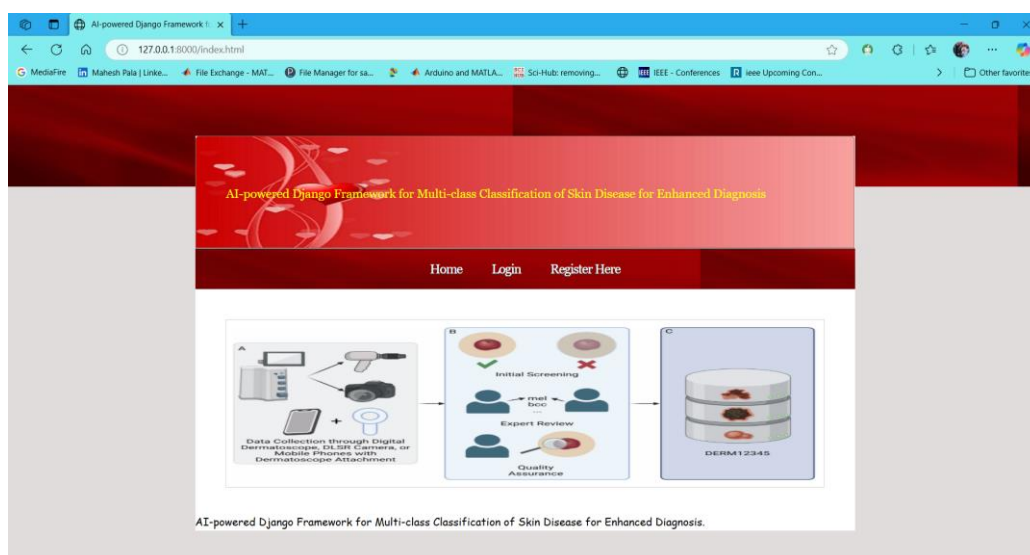 AI-powered Django Framework f
127.0.0.1:8000/index.html
MediaFire
Mahesh Pala | Linke...
File Exchange - MAT...
File Manager for sa...
Arduino and MATLA...
Sci-Hub: removing...
IEEE - Conferences
ieee Upcoming Con...
Other favorite
AI-powered Django Framework for Multi-class Classification of Skin Disease for Enhanced Diagnosis
Home Login Register Here
A
Data Collection through Digital
Dermatoscope, DLSR Camera, or
Mobile Phones with
Dermatoscope Attachment
B
Initial Screening
mel
bcc
...
Expert Review
Quality
Assurance
C
DERM12345
AI-powered Django Framework for Multi-class Classification of Skin Disease for Enhanced Diagnosis.